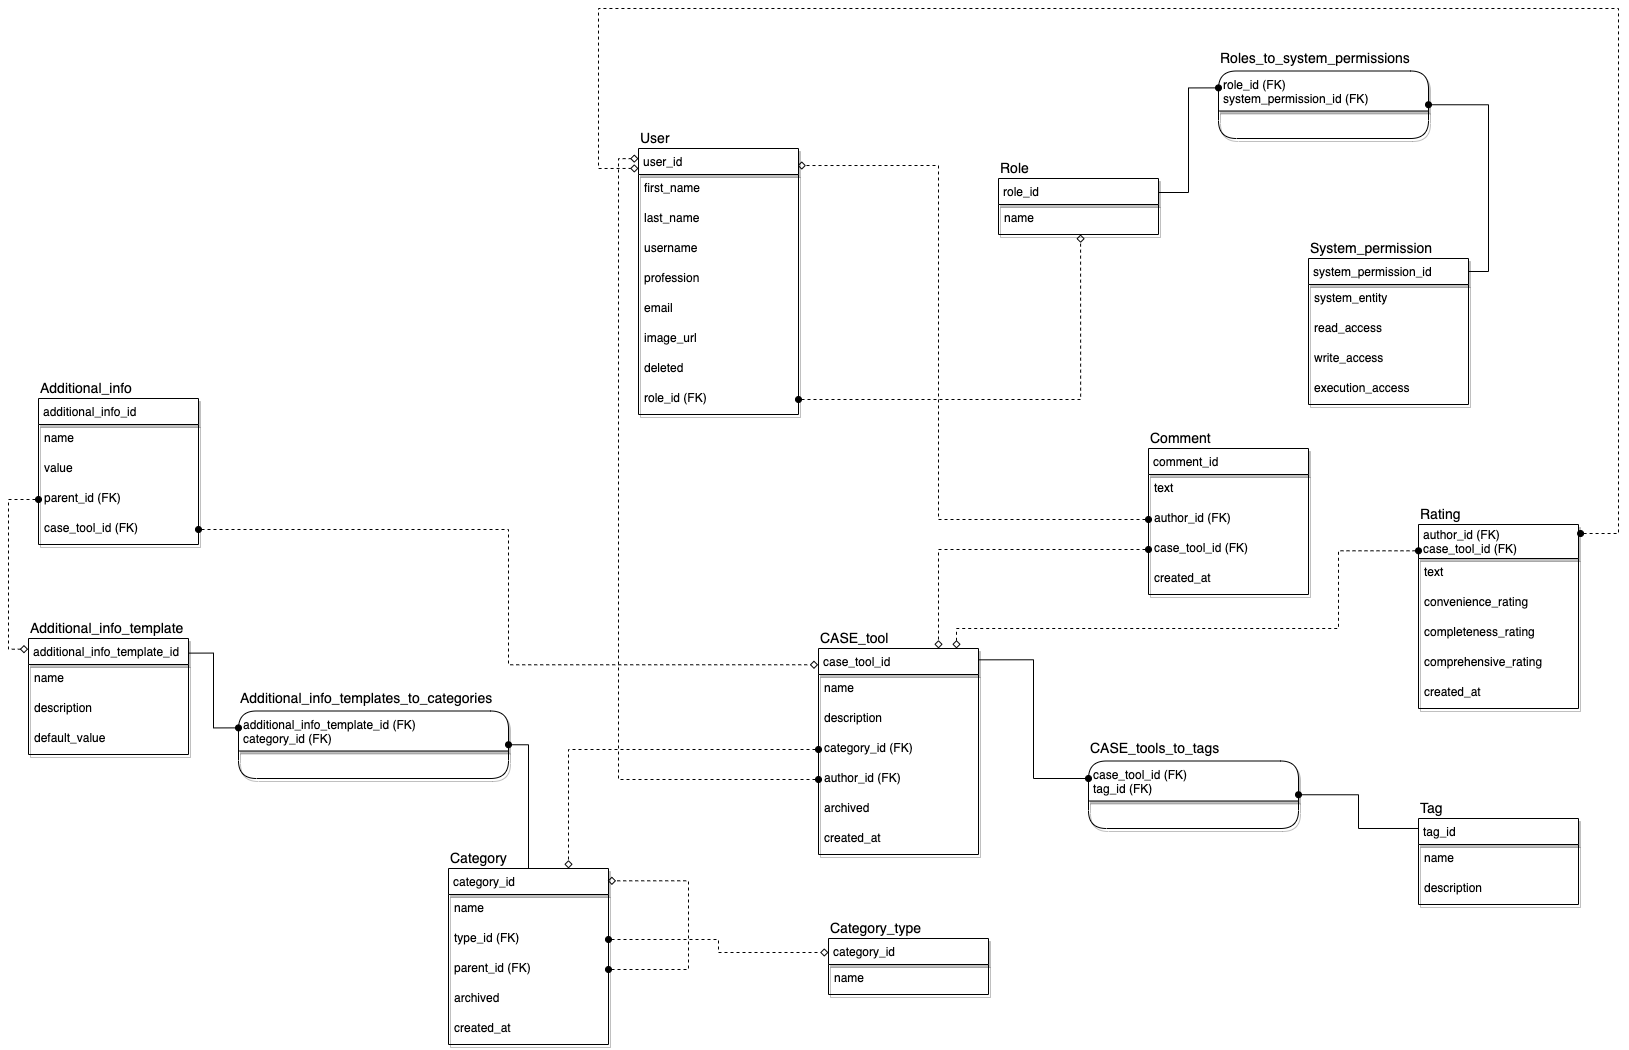 Roles_to_system_permissions
role_id (FK)
system_permission_id (FK)
User
user_id
first_name
last_name
username
profession
email
image_url
deleted
role_id (FK)
Role
role_id
name
System_permission
system_permission_id
system_entity
read_access
write_access
execution_access
Additional_info
additional_info_id
name
value
parent_id (FK)
case_tool_id (FK)
Comment
comment_id
text
author_id (FK)
case_tool_id (FK)
created_at
Rating
author_id (FK)
case_tool_id (FK)
text
convenience_rating
completeness_rating
comprehensive_rating
created_at
Additional_info_template
additional_info_template_id
name
description
default_value
Additional_info_templates_to_categories
additional_info_template_id (FK)
category_id (FK)
CASE_tool
case_tool_id
name
description
category_id (FK)
author_id (FK)
archived
created_at
CASE_tools_to_tags
case_tool_id (FK)
tag_id (FK)
Tag
tag_id
name
description
Category
category_id
name
type_id (FK)
parent_id (FK)
archived
created_at
Category_type
category_id
name